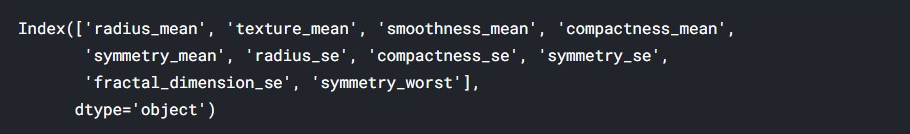 Index(['radius_mean', 'texture_mean', 'smoothness_mean', 'compactness_mean',
       'symmetry_mean', 'radius_se', 'compactness_se', 'symmetry_se',
       'fractal_dimension_se', 'symmetry_worst'],
      dtype='object')